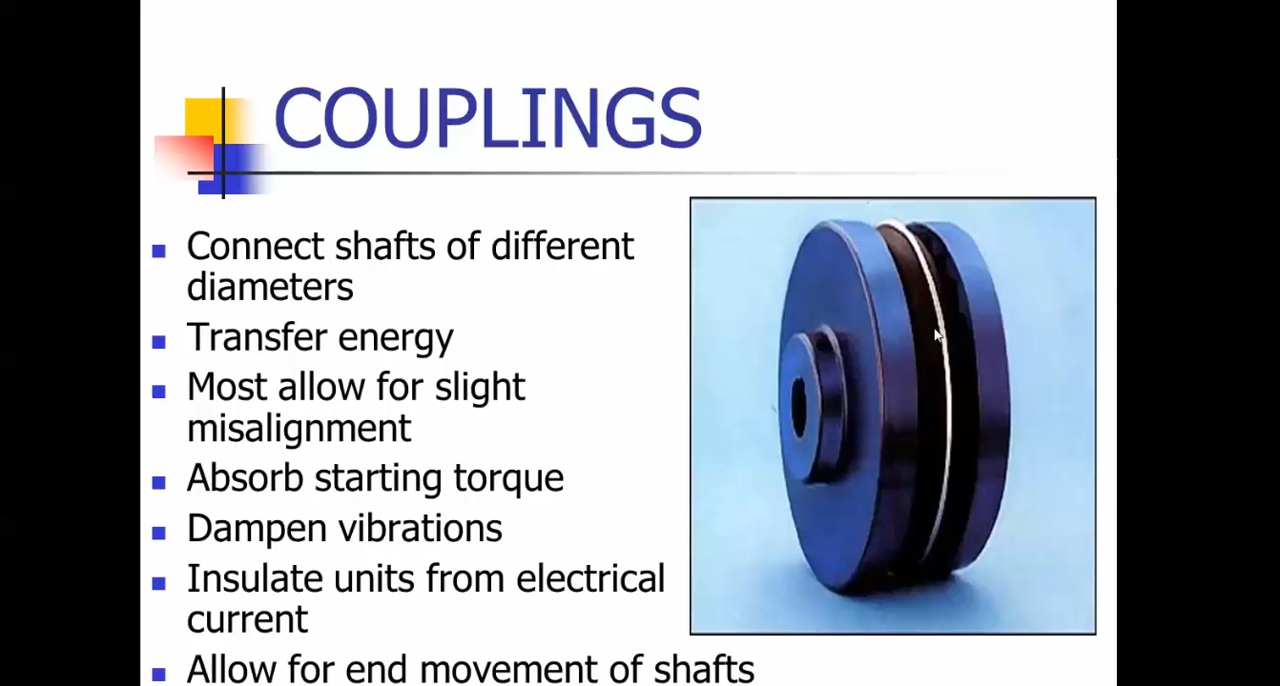 COUPLINGS
Connect shafts of different
diameters
Transfer energy
Most allow for slight
misalignment
Absorb starting torque
Dampen vibrations
Insulate units from electrical
current
Allow for end movement of shafts